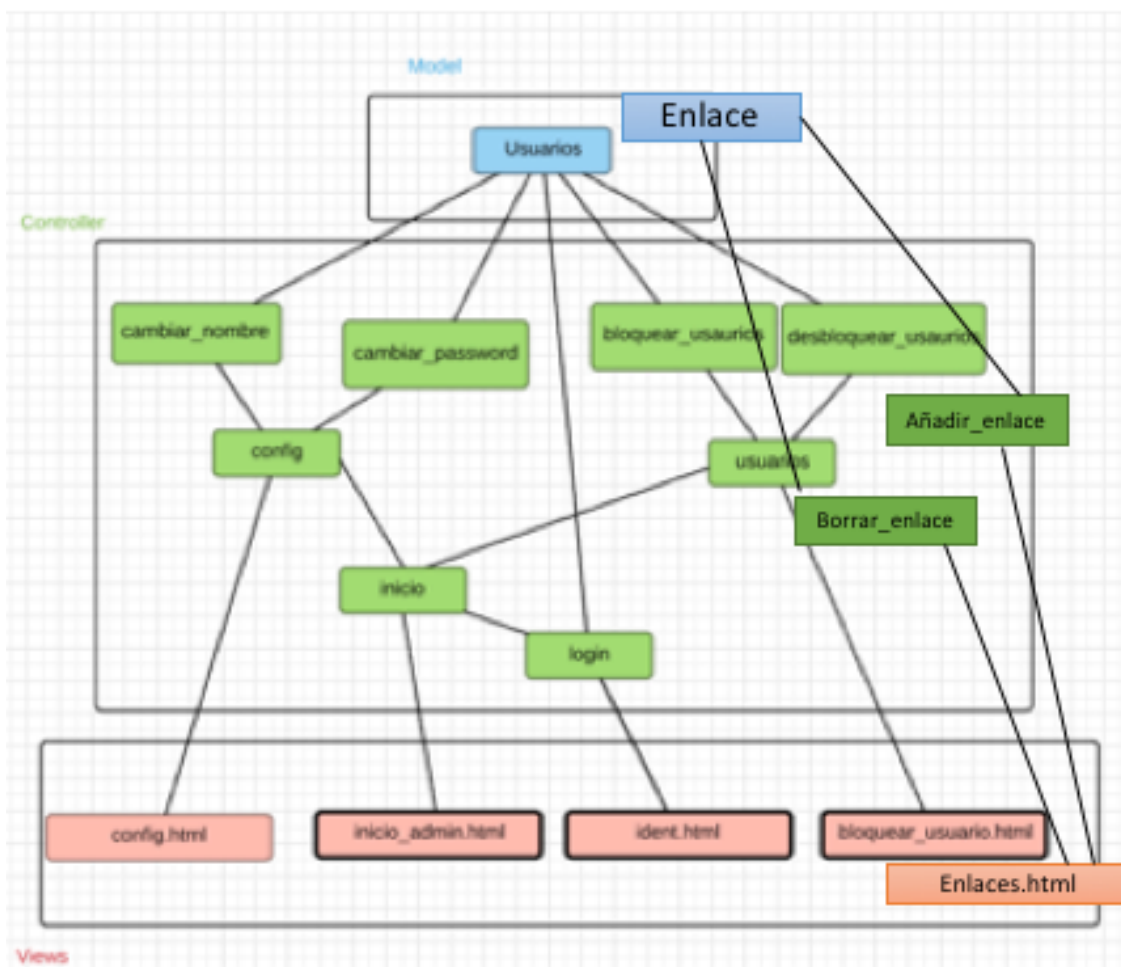 Model
Enlace
Usuarios
Controller
cambiar_nombre
cambiar_password
bloquear_usaurios
desbloquear_usaurios
Añadir_enlace
config
usuarios
Borrar_enlace
inicio
login
config.html
inicio_admin.html
ident.html
bloquear_usuario.html
Enlaces.html
Views